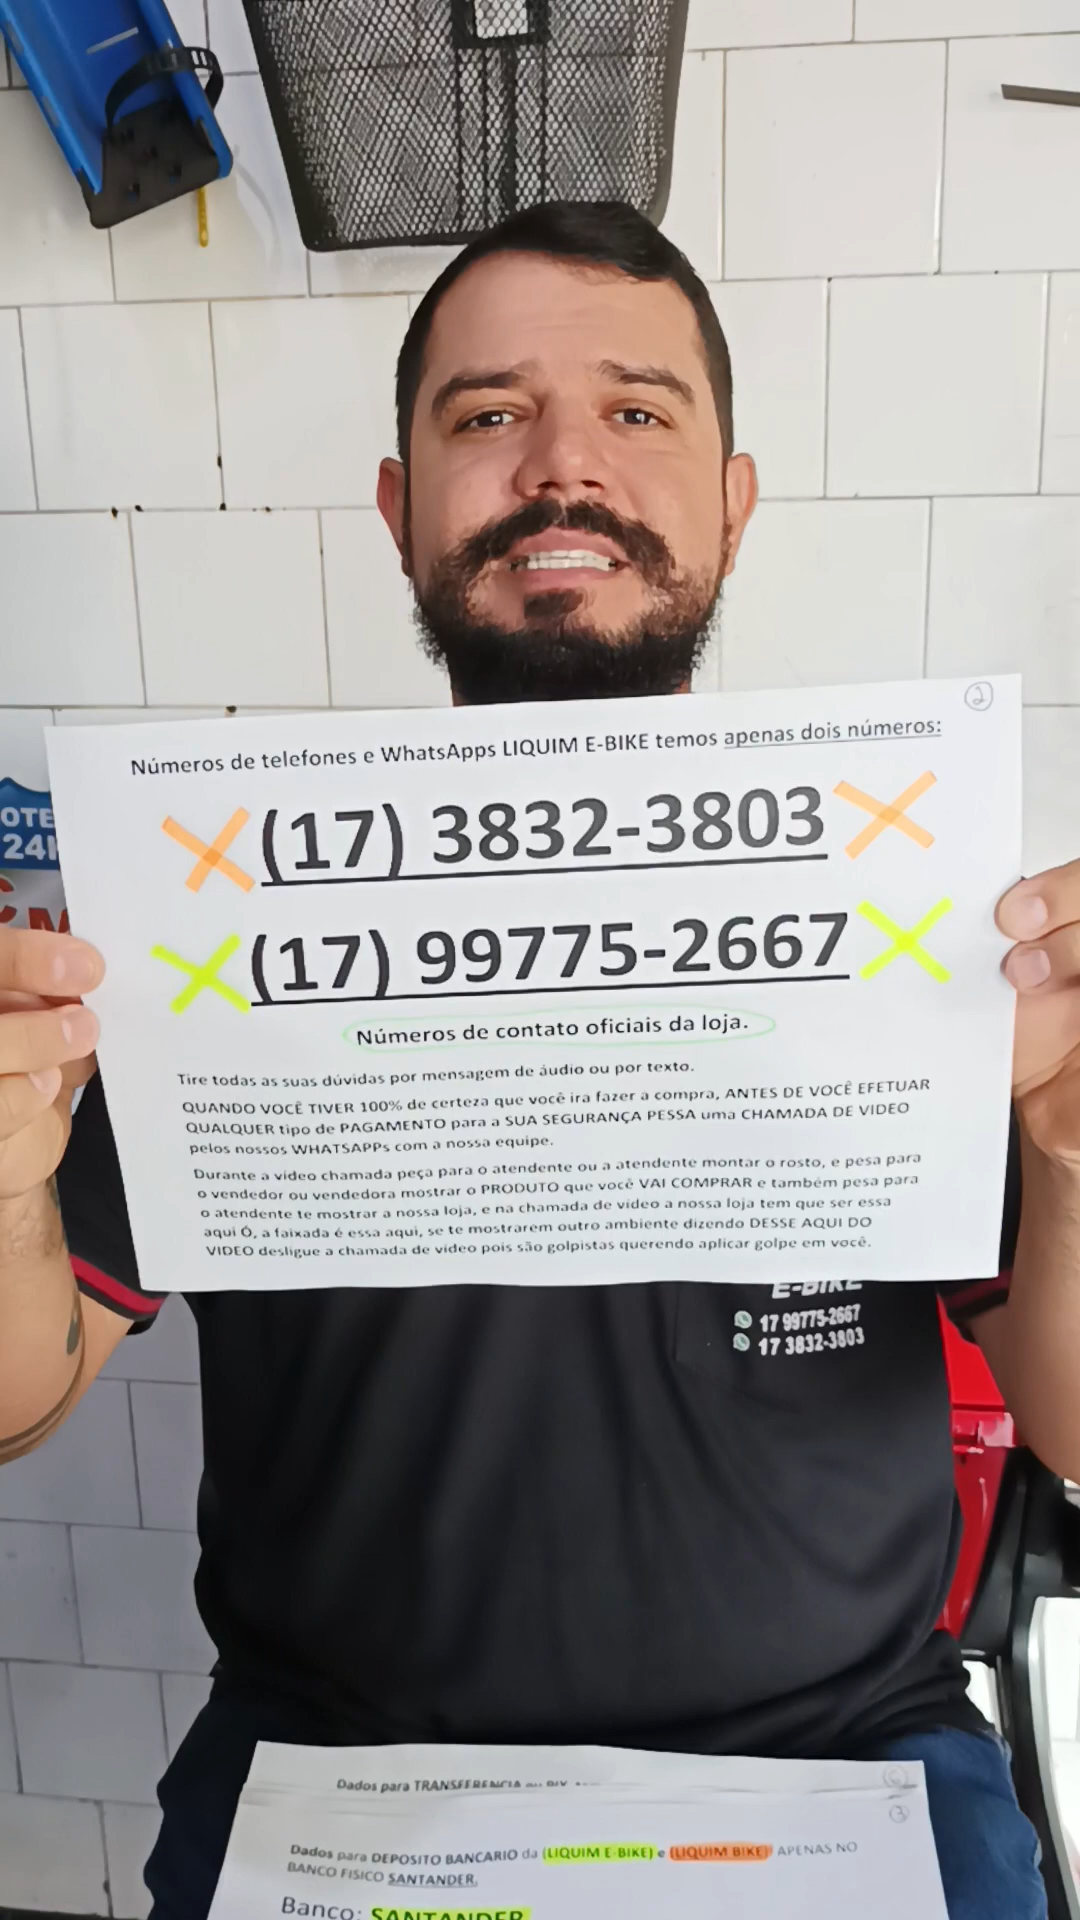 2
Números de telefones e WhatsApps LIQUIM E-BIKE temos apenas dois números:
(17) 3832-3803
(17) 99775-2667
Números de contato oficiais da loja.
Tire todas as suas dúvidas por mensagem de áudio ou por texto.
QUANDO VOCÊ TIVER 100% de certeza que você ira fazer a compra, ANTES DE VOCÊ EFETUAR
QUALQUER tipo de PAGAMENTO para a SUA SEGURANÇA PESSA uma CHAMADA DE VIDEO
pelos nossos WHATSAPPs com a nossa equipe.
Durante a vídeo chamada peça para o atendente ou a atendente montar o rosto, e pesa para
o vendedor ou vendedora mostrar o PRODUTO que você VAI COMPRAR e também pesa para
o atendente te mostrar a nossa loja, e na chamada de vídeo a nossa loja tem que ser essa
aqui Ó, a faixada é essa aqui, se te mostrarem outro ambiente dizendo DESSE AQUI DO
VIDEO desligue a chamada de vídeo pois são golpistas querendo aplicar golpe em você.
OTE
24H
M
E-BIKE
17 99775-2667
17 3832-3803
Dados para TRANSFERENCIA
3
Dados para DEPOSITO BANCARIO da (LIQUIM E-BIKE) e (LIQUIM BIKE) APENAS NO
BANCO FISICO SANTANDER.
Banco: SANTANDER